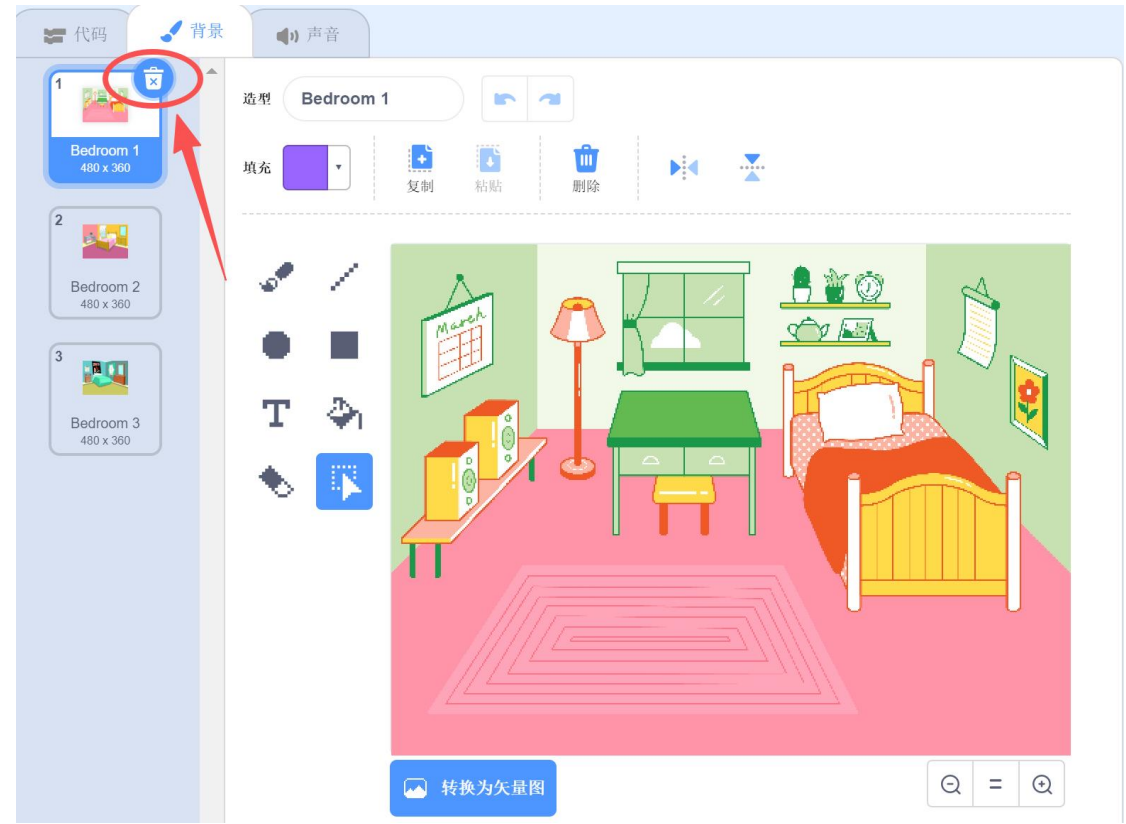 代码
背景
声音
1
Bedroom 1
480 x 360
2
Bedroom 2
480 x 360
3
Bedroom 3
480 x 360
造型
Bedroom 1
填充
复制
粘贴
删除
March
T
转换为矢量图